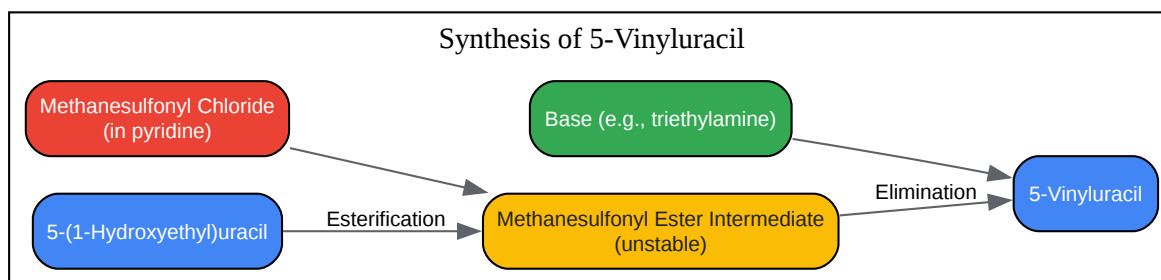 Synthesis of 5-Vinyluracil
Methanesulfonyl Chloride
(in pyridine)
Base (e.g., triethylamine)
5-(1-Hydroxyethyl)uracil
Esterification
Methanesulfonyl Ester Intermediate
(unstable)
Elimination
5-Vinyluracil